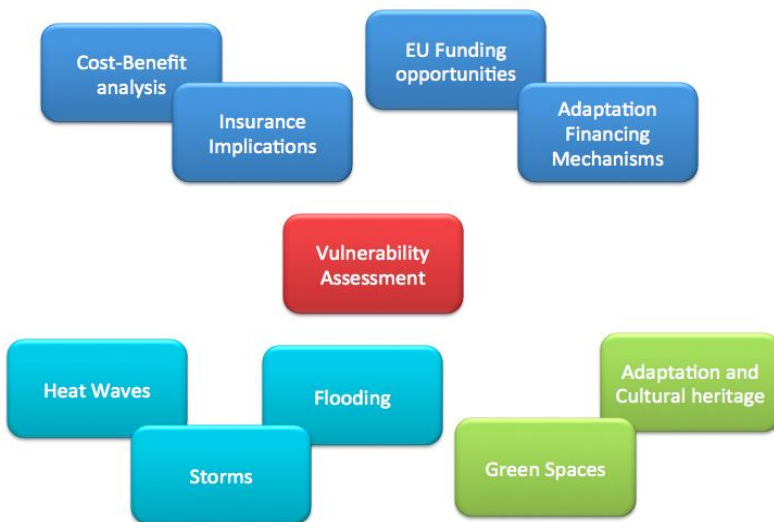 Cost-Benefit
analysis
Insurance
Implications
EU Funding
opportunities
Adaptation
Financing
Mechanisms
Vulnerability
Assessment
Heat Waves
Storms
Flooding
Adaptation and
Cultural heritage
Green Spaces